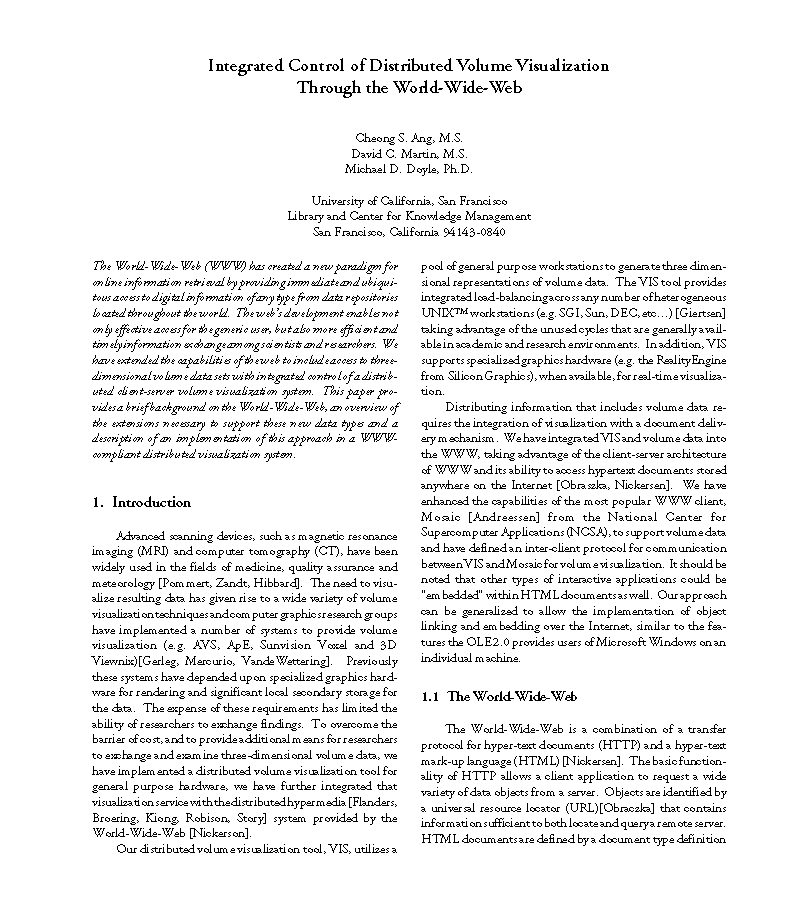 Integrated Control of Distributed Volume Visualization
Through the World-Wide-Web
Cheong S. Ang, M.S.
David C. Martin, M.S.
Michael D. Doyle, Ph.D.
University of California, San Francisco
Library and Center for Knowledge Management
San Francisco, California 94143-0840
The World-Wide-Web (WWW) has created a new paradigm for
online information retrieval by providing immediate and ubiqui-
tous access to digital information of any type from data repositories
located throughout the world. The web's development enables not
only effective access for the generic user, but also more efficient and
timely information exchange among scientists and researchers. We
have extended the capabilities of the web to include access to three-
dimensional volume data sets with integrated control of a distrib-
uted client-server volume visualization system. This paper pro-
vides a brief background on the World-Wide-Web, an overview of
the extensions necessary to support these new data types and a
description of an implementation of this approach in a WWW-
compliant distributed visualization system.
1. Introduction
Advanced scanning devices, such as magnetic resonance
imaging (MRI) and computer tomography (CT), have been
widely used in the fields of medicine, quality assurance and
meteorology [Pommert, Zandt, Hibbard]. The need to visu-
alize resulting data has given rise to a wide variety of volume
visualization techniques and computer graphics research groups
have implemented a number of systems to provide volume
visualization (e.g. AVS, ApE, Sunvision Voxel and 3D
Viewnix)[Gerleg, Mercurio, VandeWettering]. Previously
these systems have depended upon specialized graphics hard-
ware for rendering and significant local secondary storage for
the data. The expense of these requirements has limited the
ability of researchers to exchange findings. To overcome the
barrier of cost, and to provide additional means for researchers
to exchange and examine three-dimensional volume data, we
have implemented a distributed volume visualization tool for
general purpose hardware, we have further integrated that
visualization service with the distributed hypermedia [Flanders,
Broering, Kiong, Robison, Story] system provided by the
World-Wide-Web [Nickerson].
Our distributed volume visualization tool, VIS, utilizes a
pool of general purpose workstations to generate three dimen-
sional representations of volume data. The VIS tool provides
integrated load-balancing across any number of heterogeneous
UNIX™ workstations (e.g. SGI, Sun, DEC, etc...) [Giertsen]
taking advantage of the unused cycles that are generally avail-
able in academic and research environments. In addition, VIS
supports specialized graphics hardware (e.g. the RealityEngine
from Silicon Graphics), when available, for real-time visualiza-
tion.
Distributing information that includes volume data re-
quires the integration of visualization with a document deliv-
ery mechanism. We have integrated VIS and volume data into
the WWW, taking advantage of the client-server architecture
of WWW and its ability to access hypertext documents stored
anywhere on the Internet [Obraszka, Nickersen]. We have
enhanced the capabilities of the most popular WWW client,
Mosaic [Andreessen] from the National Center for
Supercomputer Applications (NCSA), to support volume data
and have defined an inter-client protocol for communication
between VIS and Mosaic for volume visualization. It should be
noted that other types of interactive applications could be
"embedded" within HTML documents as well. Our approach
can be generalized to allow the implementation of object
linking and embedding over the Internet, similar to the fea-
tures the OLE2.0 provides users of Microsoft Windows on an
individual machine.
1.1 The World-Wide-Web
The World-Wide-Web is a combination of a transfer
protocol for hyper-text documents (HTTP) and a hyper-text
mark-up language (HTML) [Nickersen]. The basic function-
ality of HTTP allows a client application to request a wide
variety of data objects from a server. Objects are identified by
a universal resource locator (URL)[Obraczka] that contains
information sufficient to both locate and query a remote server.
HTML documents are defined by a document type definition